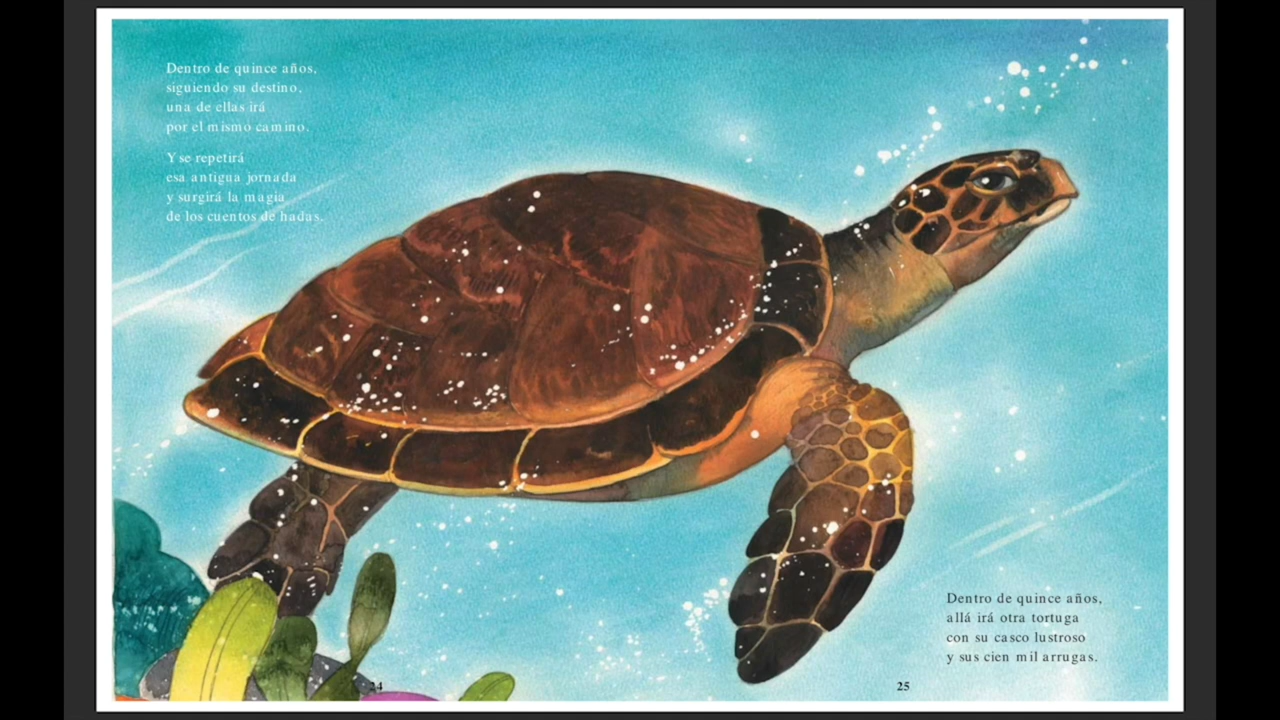 Dentro de quince años,
siguiendo su destino,
una de ellas irá
por el mismo camino.
Y se repetirá
esa antigua jornada
y surgirá la magia
de los cuentos de hadas.
Dentro de quince años,
allá irá otra tortuga
con su casco lustroso
y sus cien mil arrugas.
24
25